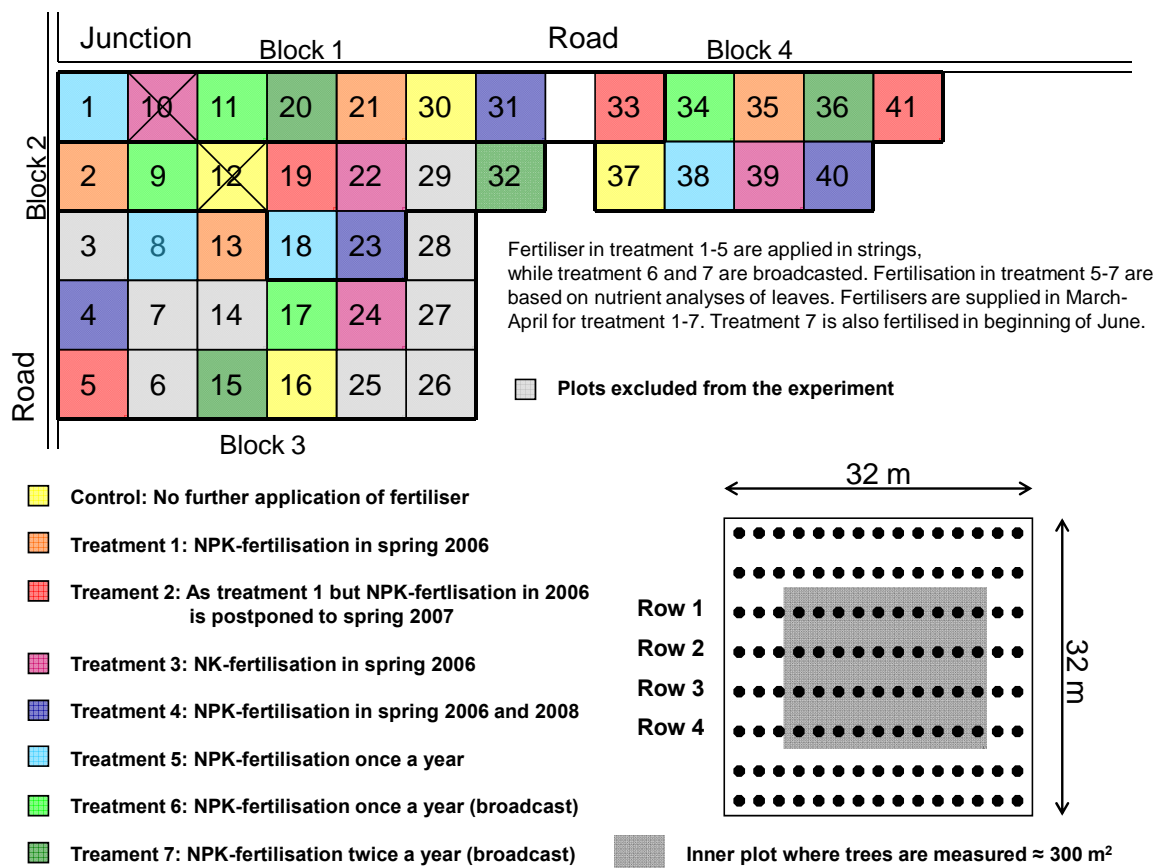 Junction
Block 1
Road
Block 4
1 10 11 20 21 30 31 33 34 35 36 41
Block 2
2 9 12 19 22 29 32 37 38 39 40
3 8 13 18 23 28
4 7 14 17 24 27
5 6 15 16 25 26
Road
Block 3
Fertiliser in treatment 1-5 are applied in strings,
while treatment 6 and 7 are broadcasted. Fertilisation in treatment 5-7 are
based on nutrient analyses of leaves. Fertilisers are supplied in March-
April for treatment 1-7. Treatment 7 is also fertilised in beginning of June.
Plots excluded from the experiment
Control: No further application of fertiliser
Treatment 1: NPK-fertilisation in spring 2006
Treament 2: As treatment 1 but NPK-fertlisation in 2006
is postponed to spring 2007
Treatment 3: NK-fertilisation in spring 2006
Treatment 4: NPK-fertilisation in spring 2006 and 2008
Treatment 5: NPK-fertilisation once a year
Treatment 6: NPK-fertilisation once a year (broadcast)
Treament 7: NPK-fertilisation twice a year (broadcast)
32 m
Row 1
Row 2
Row 3
Row 4
32 m
Inner plot where trees are measured ≈ 300 m²